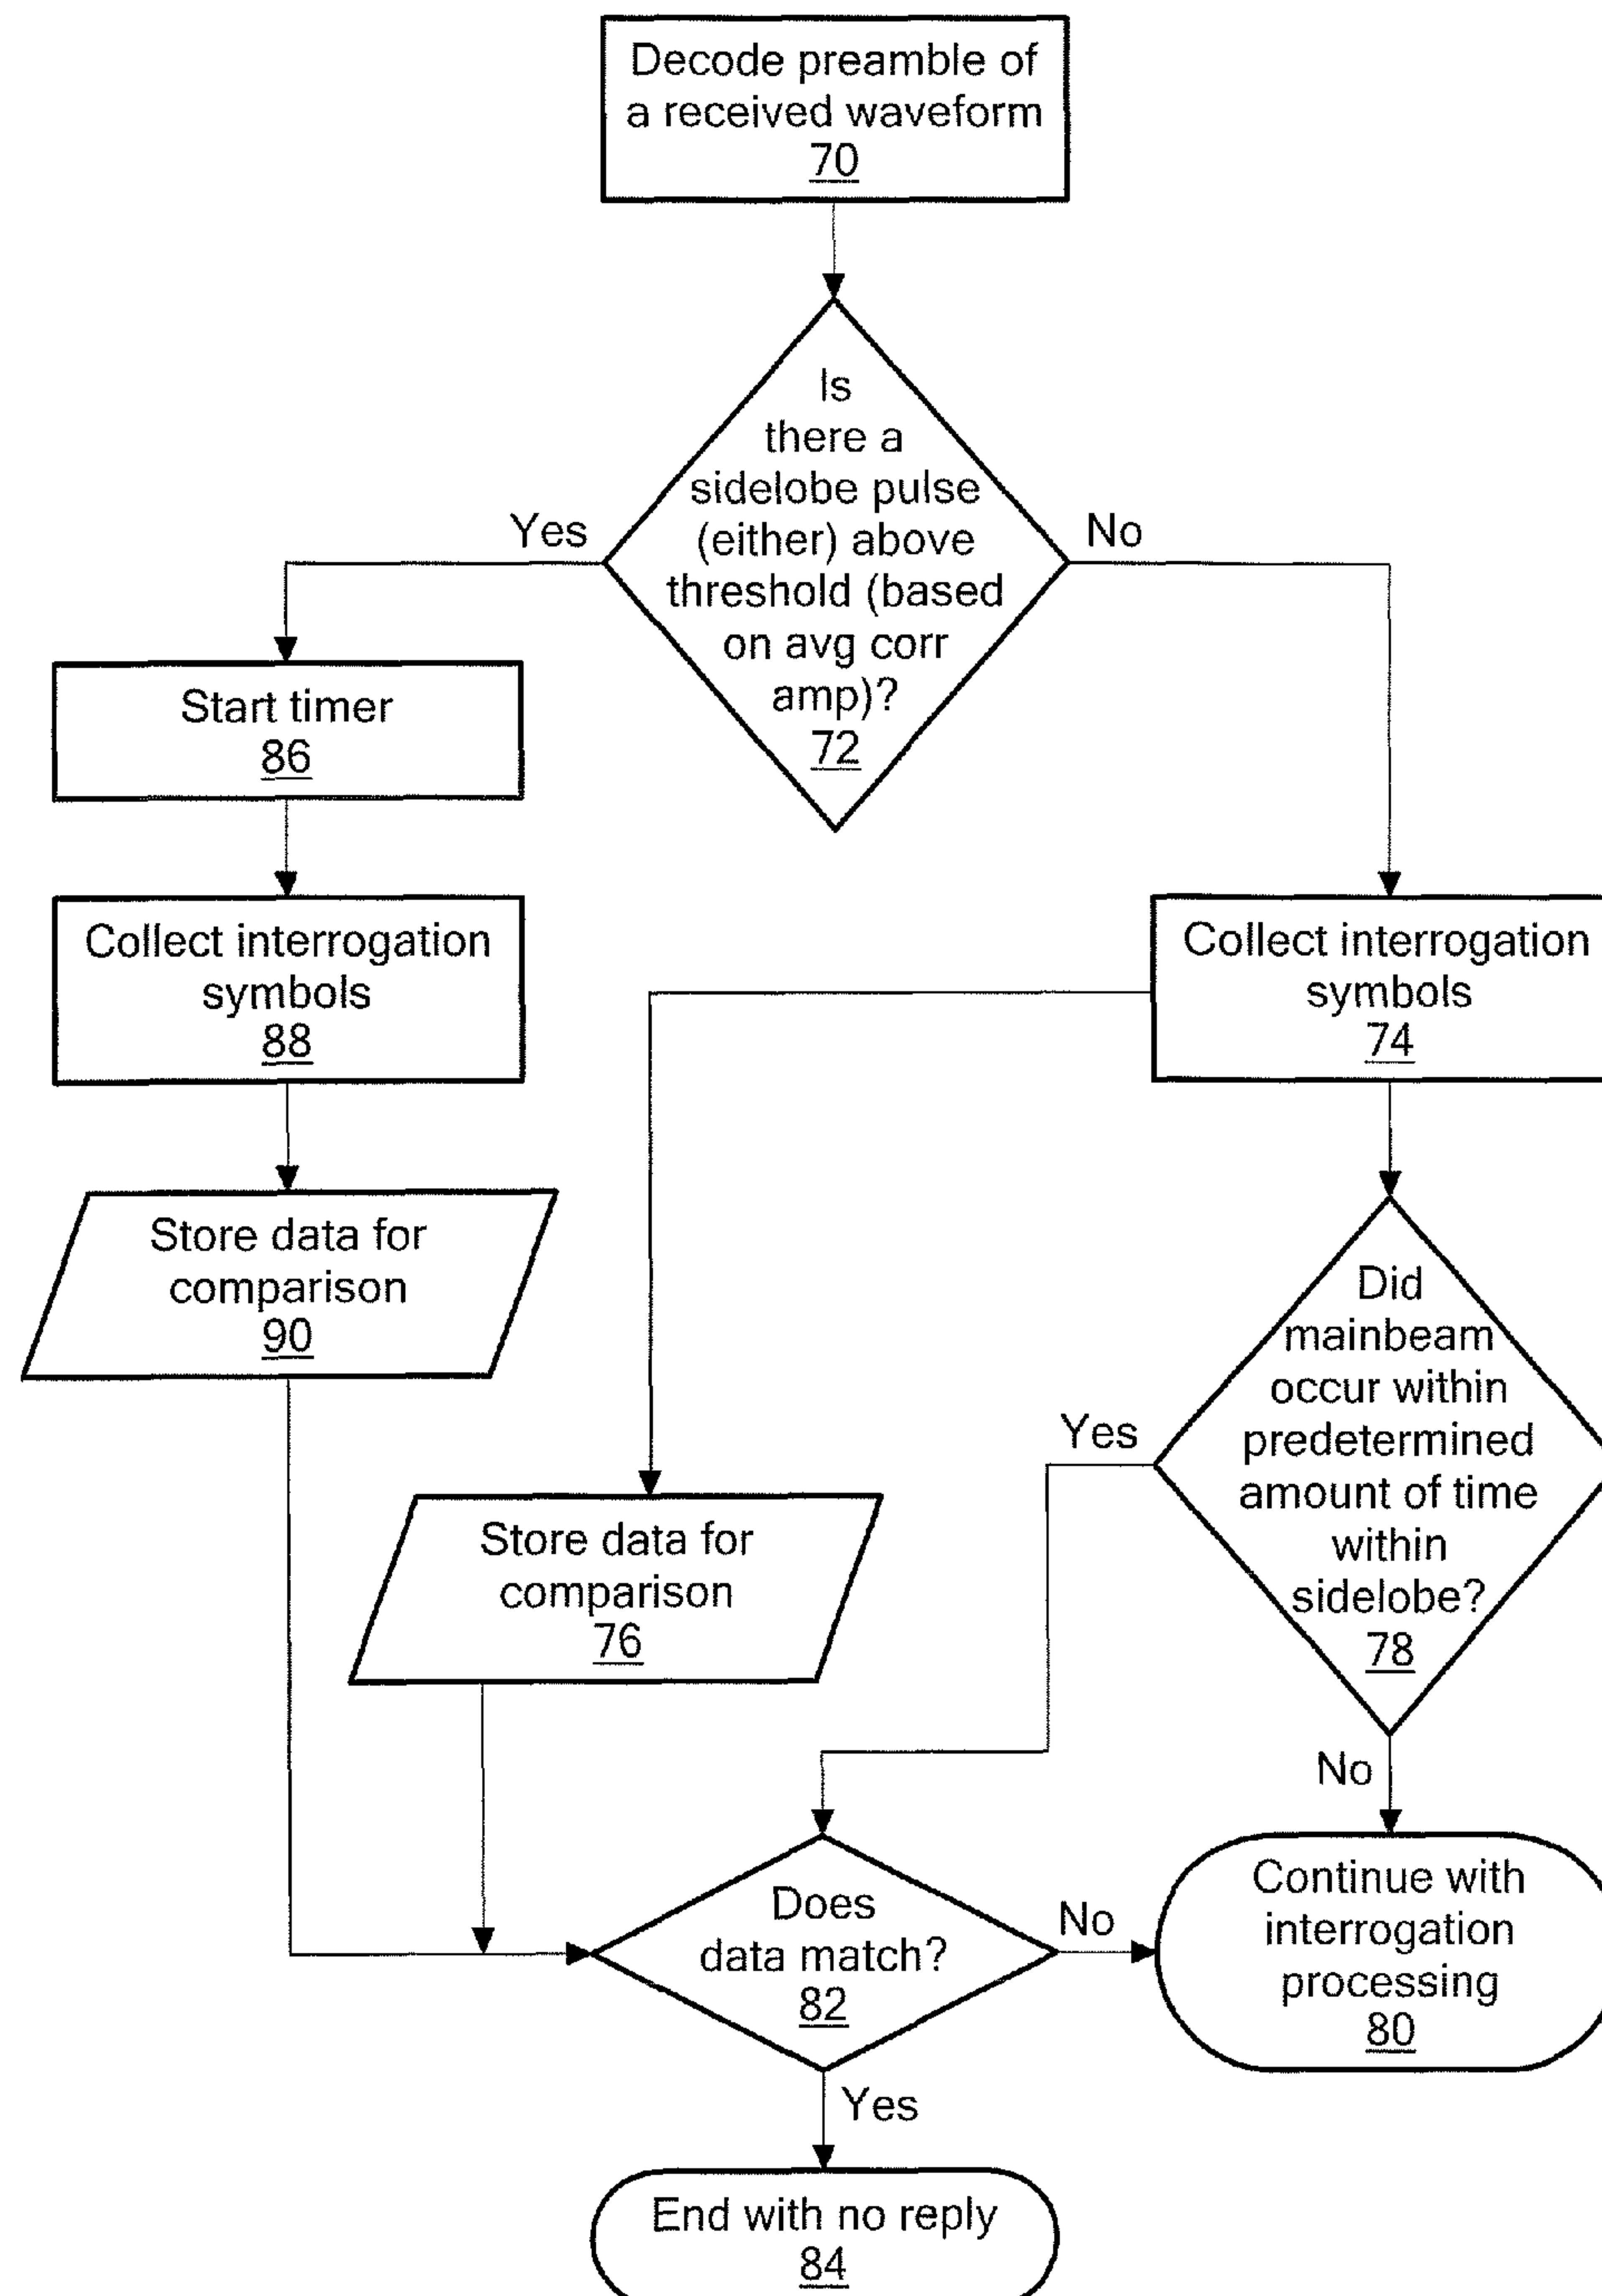 Decode preamble of
a received waveform
70
Is
there a
sidelobe pulse
(either) above
threshold (based
on avg corr
amp)?
72
Yes
No
Start timer
86
Collect interrogation
symbols
88
Collect interrogation
symbols
74
Store data for
comparison
90
Did
mainbeam
occur within
predetermined
amount of time
within
sidelobe?
78
Yes
No
Store data for
comparison
76
Does
data match?
82
No
Yes
Continue with
interrogation
processing
80
End with no reply
84